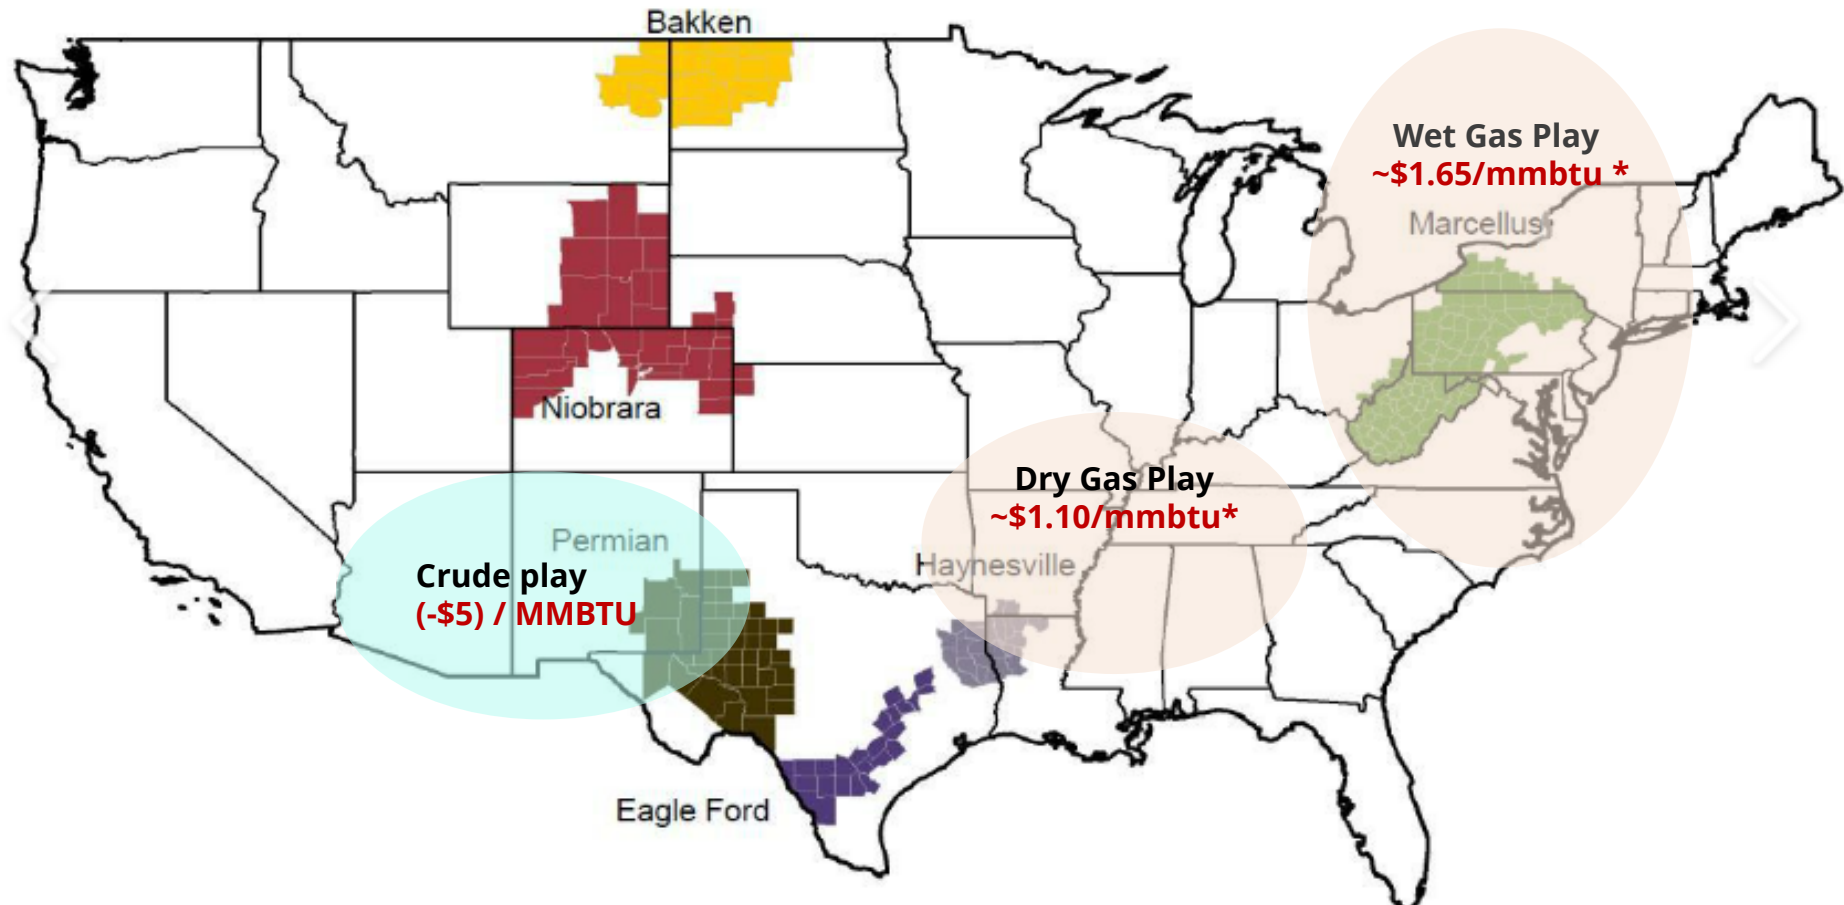 Bakken
Wet Gas Play
~$1.65/mmbtu *
Marcellus
Niobrara
Dry Gas Play
~$1.10/mmbtu*
Permian
Crude play
(-$5) / MMBTU
Haynesville
Eagle Ford